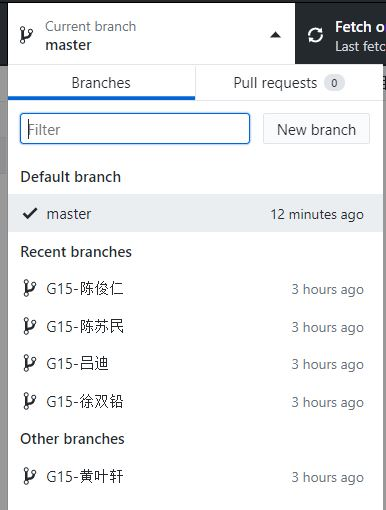 Current branch
master
Fetch o
Last fetc
Branches
Pull requests 0
Filter
New branch
Default branch
master 12 minutes ago
Recent branches
G15-陈俊仁 3 hours ago
G15-陈苏民 3 hours ago
G15-吕迪 3 hours ago
G15-徐双铅 3 hours ago
Other branches
G15-黄叶轩 3 hours ago